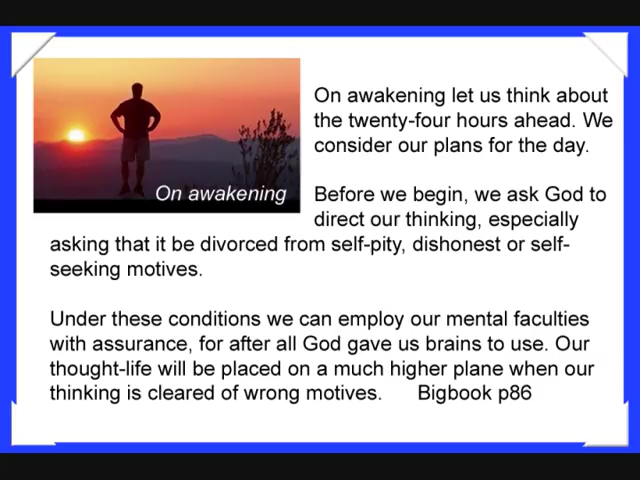 On awakening let us think about
the twenty-four hours ahead. We
consider our plans for the day.
On awakening
Before we begin, we ask God to
direct our thinking, especially
asking that it be divorced from self-pity, dishonest or self-
seeking motives.
Under these conditions we can employ our mental faculties
with assurance, for after all God gave us brains to use. Our
thought-life will be placed on a much higher plane when our
thinking is cleared of wrong motives. Bigbook p86